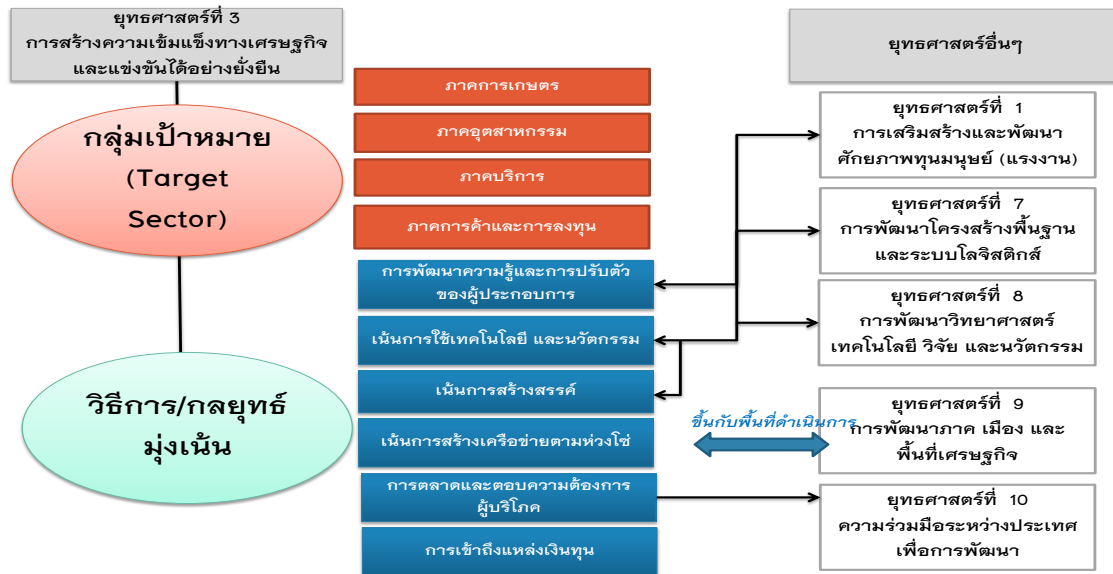 ยุทธศาสตร์ที่ 3
การสร้างความเข้มแข็งทางเศรษฐกิจ
และแข่งขันได้อย่างยั่งยืน
กลุ่มเป้าหมาย
(Target
Sector)
วิธีการ/กลยุทธ์
มุ่งเน้น
ภาคการเกษตร
ภาคอุตสาหกรรม
ภาคบริการ
ภาคการค้าและการลงทุน
การพัฒนาความรู้และการปรับตัว
ของผู้ประกอบการ
เน้นการใช้เทคโนโลยี และนวัตกรรม
เน้นการสร้างสรรค์
เน้นการสร้างเครือข่ายตามห่วงโซ่
การตลาดและตอบความต้องการ
ผู้บริโภค
การเข้าถึงแหล่งเงินทุน
ขึ้นกับพื้นที่ดำเนินการ
ยุทธศาสตร์อื่นๆ
ยุทธศาสตร์ที่ 1
การเสริมสร้างและพัฒนา
ศักยภาพทุนมนุษย์ (แรงงาน)
ยุทธศาสตร์ที่ 7
การพัฒนาโครงสร้างพื้นฐาน
และระบบโลจิสติกส์
ยุทธศาสตร์ที่ 8
การพัฒนาวิทยาศาสตร์
เทคโนโลยี วิจัย และนวัตกรรม
ยุทธศาสตร์ที่ 9
การพัฒนาภาค เมือง และ
พื้นที่เศรษฐกิจ
ยุทธศาสตร์ที่ 10
ความร่วมมือระหว่างประเทศ
เพื่อการพัฒนา